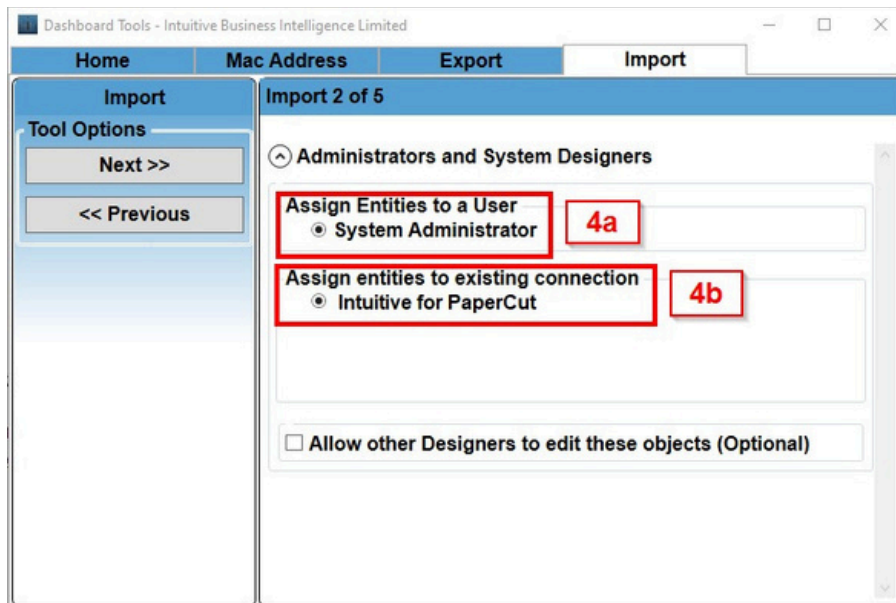 Dashboard Tools - Intuitive Business Intelligence Limited
Home Mac Address Export Import
Import
Tool Options
Next >>
<< Previous
Import 2 of 5
Administrators and System Designers
Assign Entities to a User
System Administrator
4a
Assign entities to existing connection
Intuitive for PaperCut
4b
Allow other Designers to edit these objects (Optional)